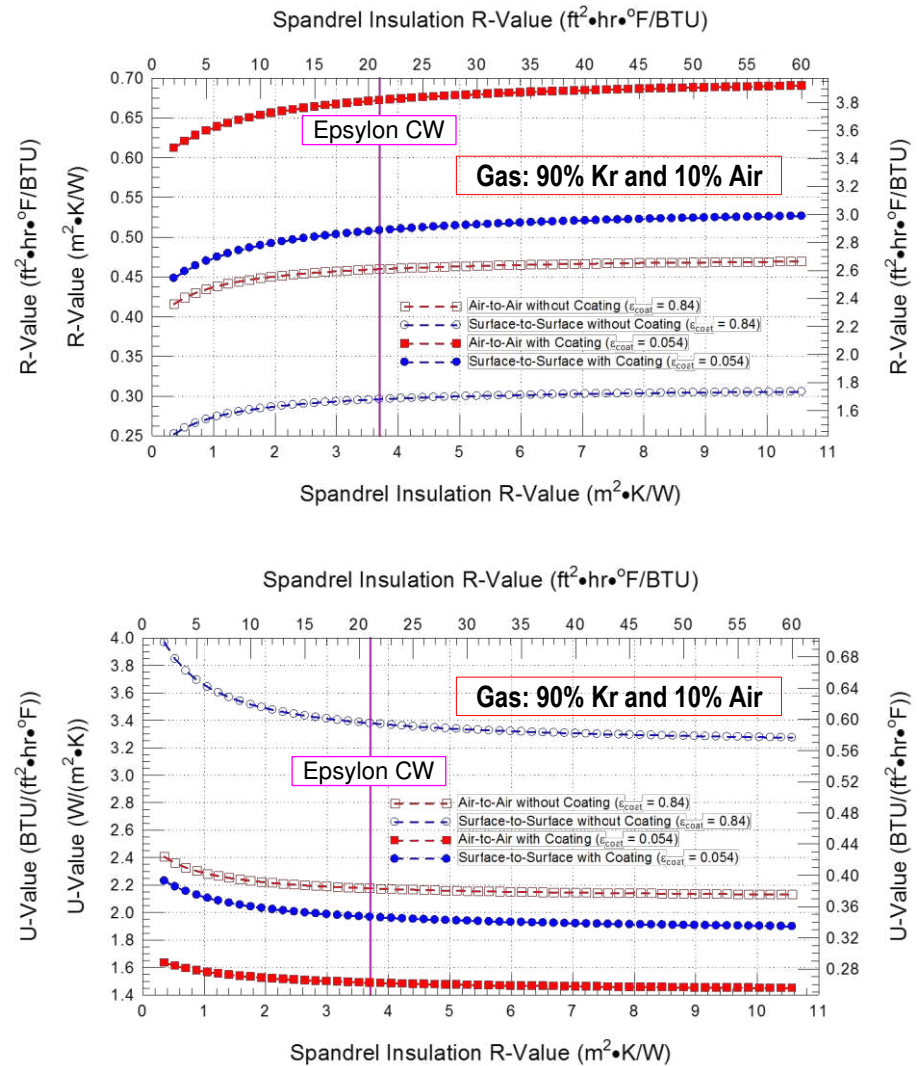 Spandrel Insulation R-Value (ft²•hr•°F/BTU)
0 5 10 15 20 25 30 35 40 45 50 55 60
0.70
0.65
0.60
0.55
0.50
0.45
0.40
0.35
0.30
0.25
R-Value (ft²•hr•°F/BTU)
R-Value (m²•K/W)
Epsylon CW
Gas: 90% Kr and 10% Air
Air-to-Air without Coating (ε_coat = 0.84)
Surface-to-Surface without Coating (ε_coat = 0.84)
Air-to-Air with Coating (ε_coat = 0.054)
Surface-to-Surface with Coating (ε_coat = 0.054)
3.8
3.6
3.4
3.2
3.0
2.8
2.6
2.4
2.2
2.0
1.8
1.6
R-Value (ft²•hr•°F/BTU)
0 1 2 3 4 5 6 7 8 9 10 11
Spandrel Insulation R-Value (m²•K/W)
Spandrel Insulation R-Value (ft²•hr•°F/BTU)
0 5 10 15 20 25 30 35 40 45 50 55 60
4.0
3.8
3.6
3.4
3.2
3.0
2.8
2.6
2.4
2.2
2.0
1.8
1.6
1.4
U-Value (BTU/(ft²•hr•°F))
U-Value (W/(m²•K))
Gas: 90% Kr and 10% Air
Epsylon CW
Air-to-Air without Coating (ε_coat = 0.84)
Surface-to-Surface without Coating (ε_coat = 0.84)
Air-to-Air with Coating (ε_coat = 0.054)
Surface-to-Surface with Coating (ε_coat = 0.054)
0.68
0.64
0.60
0.56
0.52
0.48
0.44
0.40
0.36
0.32
0.28
U-Value (BTU/(ft²•hr•°F))
0 1 2 3 4 5 6 7 8 9 10 11
Spandrel Insulation R-Value (m²•K/W)